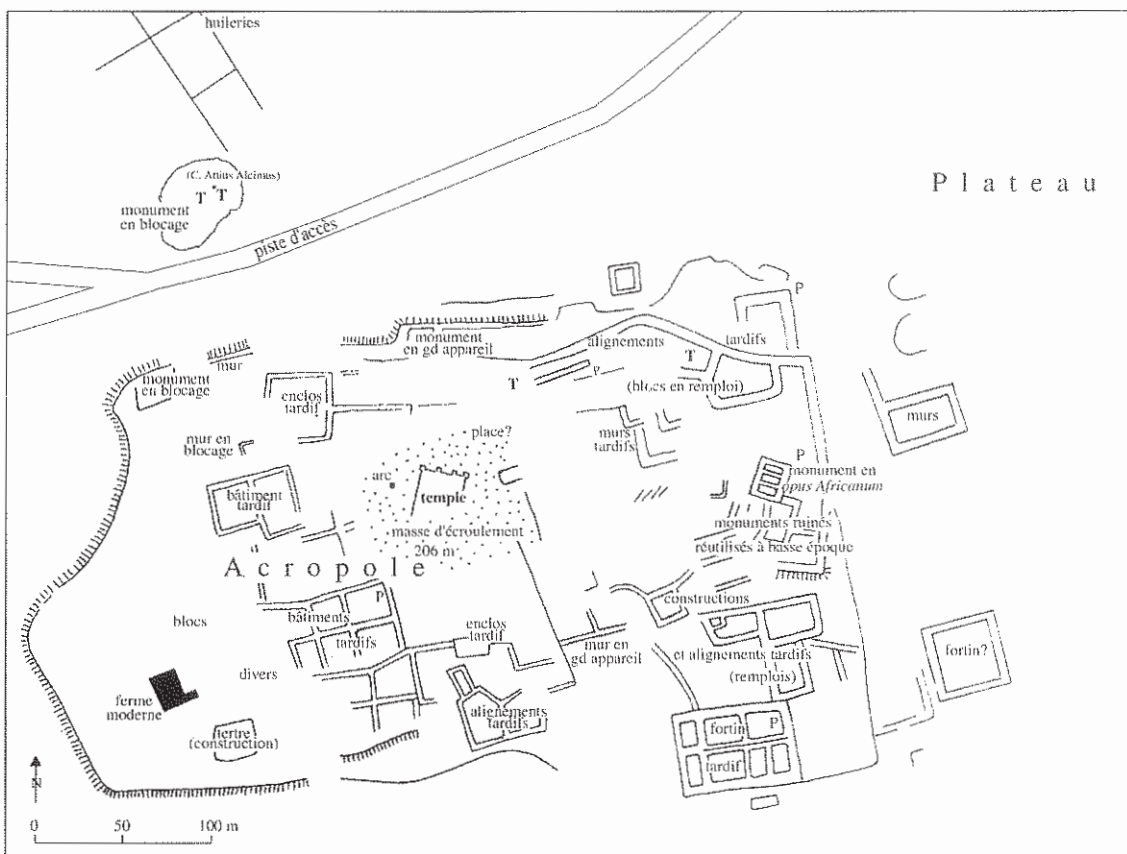 huileries
(C. Anius Alcimus)
T T
monument
en blocage
Plateau
piste d'accès
P
monument
en gd appareil
alignements
tardifs
T
mur
monument
en blocage
T
P
(blocs en remploi)
enclos
tardif
murs
place?
murs
tardifs
mur en
blocage
P
monument en
opus Africanum
arc
temple
bâtiment
tardif
monuments ruinés
masse d'écroulement
206 m
réutilisés à basse époque
Acropole
P
constructions
blocs
bâtiments
enclos
tardif
tardifs
mur en
gd appareil
et alignements tardifs
fortin?
divers
(remplois)
ferme
moderne
alignements
tardifs
fortin
P
tertre
(construction)
tardif
N
0 50 100 m